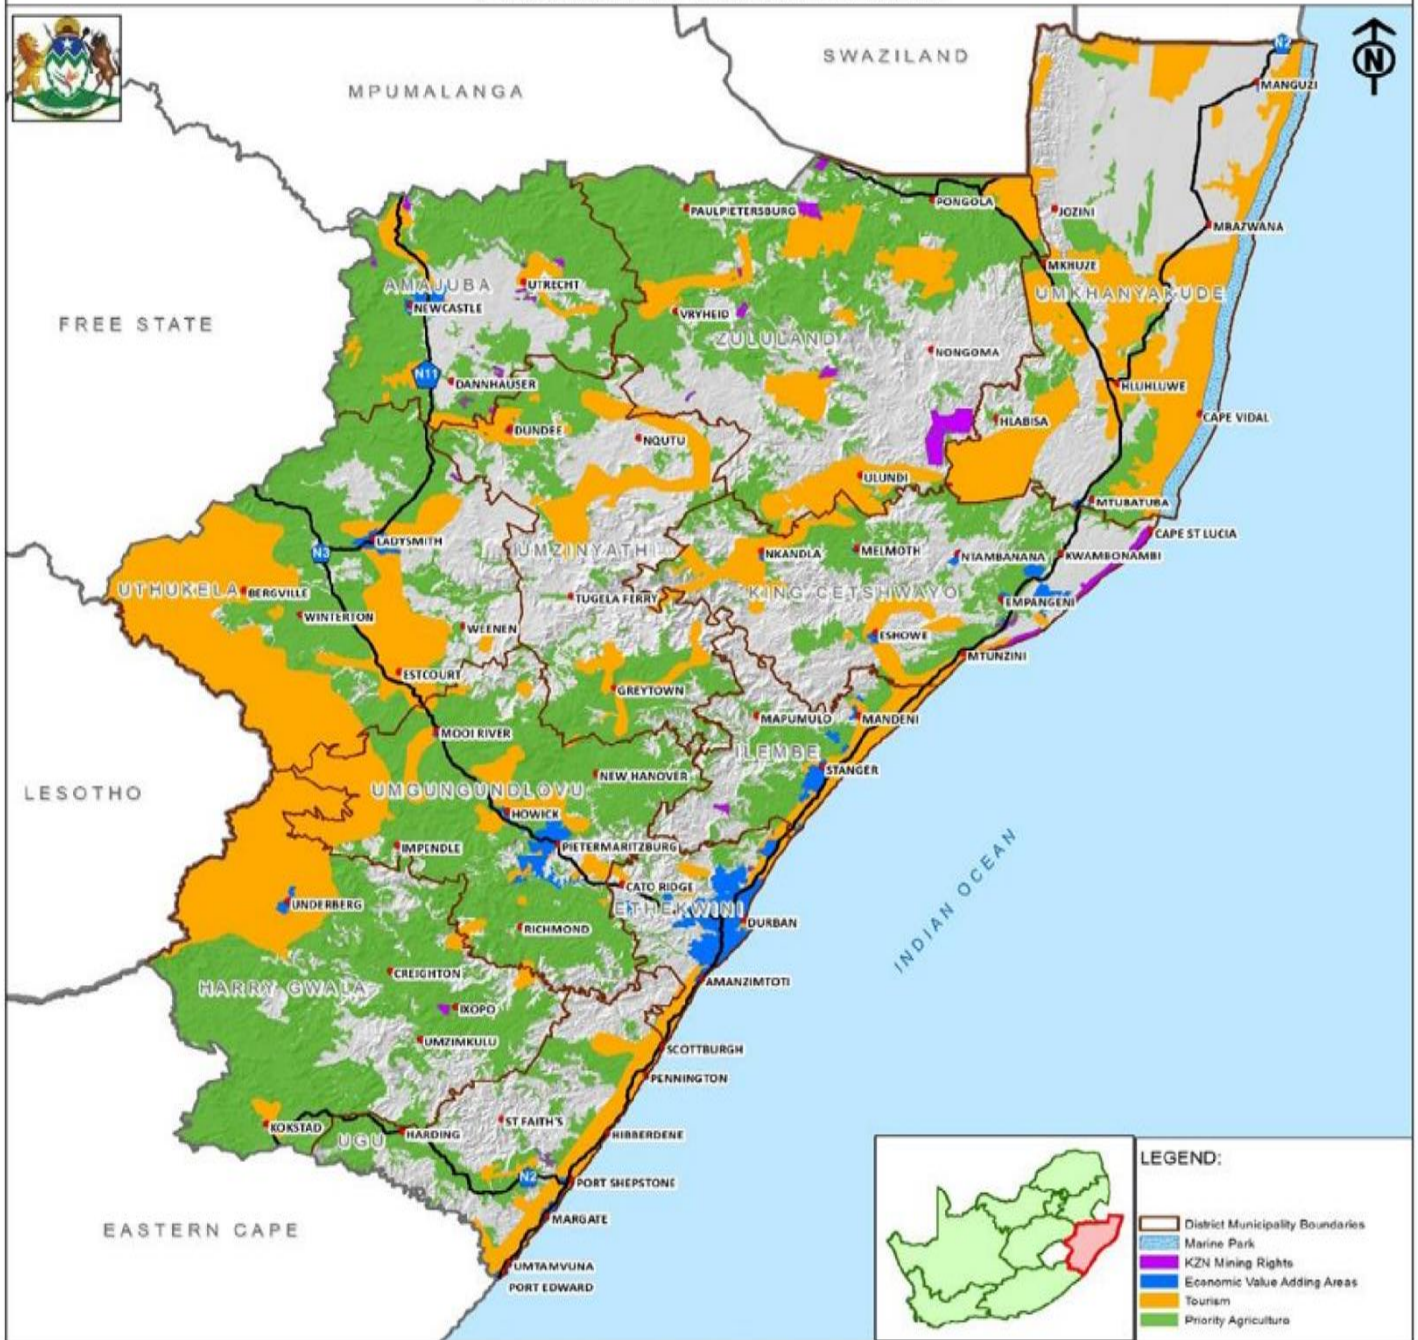 SWAZILAND
N
N2
MPUMALANGA
MANGUZI
PAULPIETERSBURG
PONGOLA
JOZINI
MBAZWANA
MKHUZE
AMAJUBA
UTRECHT
UMKHANYAKUDE
NEWCASTLE
VRYHEID
FREE STATE
ZULULAND
NONGOMA
N11
DANNHAUSER
HLUHLUWE
CAPE VIDAL
HLABISA
DUNDEE
NQUTU
ULUNDI
MTUBATUBA
CAPE ST LUCIA
LADYSMITH
N3
UMZINYATHI
NKANDLA
MELMOTH
NTAMBANANA
KWAMBONAMBI
UTHUKELA
BERGVILLE
TUGELA FERRY
KING CETSHWAYO
EMPANGENI
WINTERTON
WEENEN
ESHOWE
MTUNZINI
ESTCOURT
GREYTOWN
MAPUMULO
MANDENI
MOOI RIVER
ILEMBE
STANGER
NEW HANOVER
LESOTHO
UMGUNGUNDLOVU
HOWICK
IMPENDLE
PIETERMARITZBURG
CATO RIDGE
UNDERBERG
ETHEKWINI
DURBAN
INDIAN OCEAN
RICHMOND
CREIGHTON
AMANZIMTOTI
HARRY GWALA
IXOPO
UMZIMKULU
SCOTTBURGH
PENNINGTON
ST FAITH'S
KOKSTAD
HARDING
HIBBERDENE
UGU
N2
PORT SHEPSTONE
MARGATE
EASTERN CAPE
UMTAMVUNA
PORT EDWARD
LEGEND:
District Municipality Boundaries
Marine Park
KZN Mining Rights
Economic Value Adding Areas
Tourism
Priority Agriculture